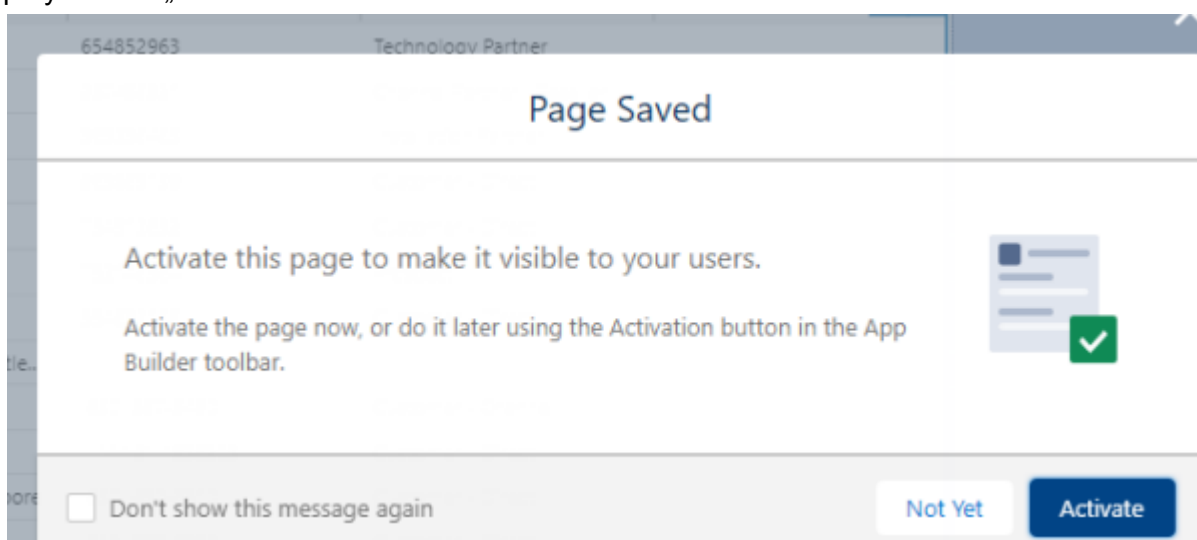 654852963 Technology Partner
Page Saved
Activate this page to make it visible to your users.
Activate the page now, or do it later using the Activation button in the App
Builder toolbar.
tle..
Don't show this message again
Not Yet
Activate